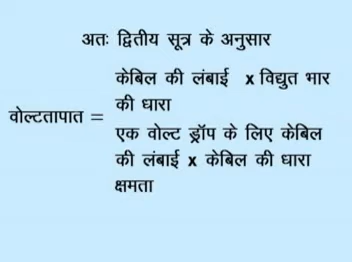 अतः द्वितीय सूत्र के अनुसार
केबिल की लंबाई x विद्युत भार
की धारा
वोल्टतापात =
एक वोल्ट ड्रॉप के लिए केबिल
की लंबाई x केबिल की धारा
क्षमता